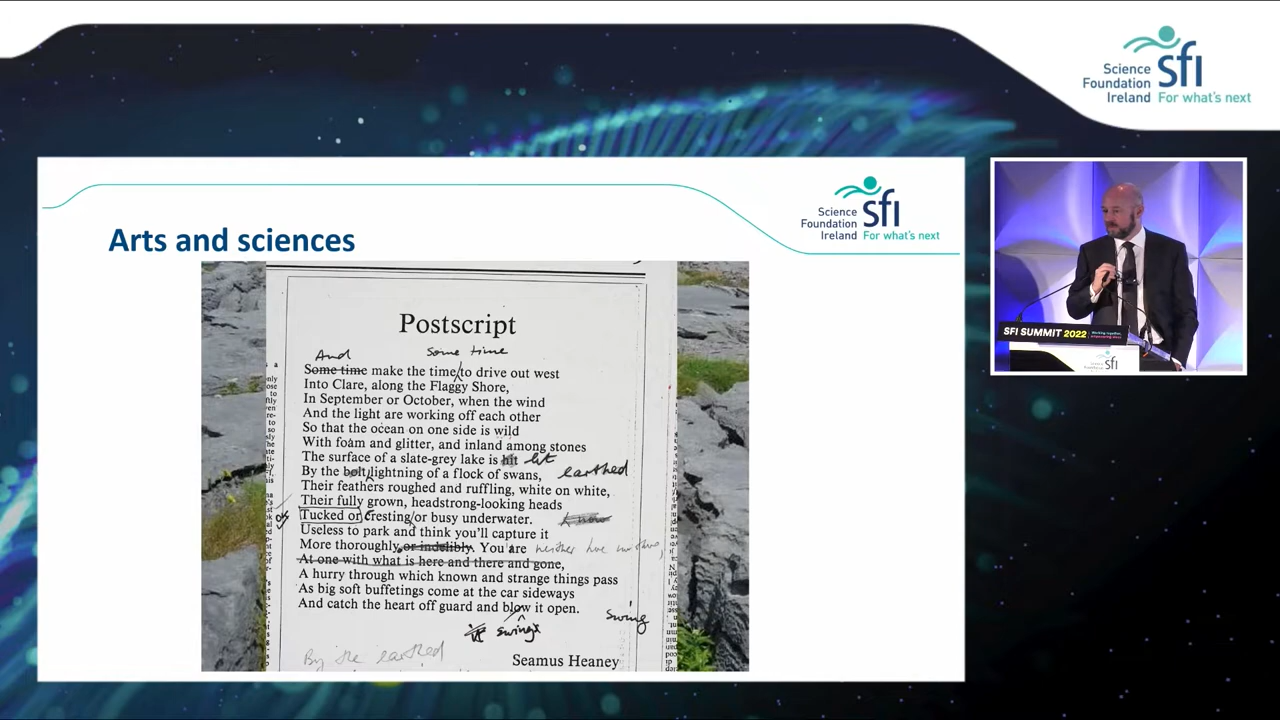 Science
Foundation
Ireland
sfi
For what's next
Science
Foundation
Ireland
sfi
For what's next
Arts and sciences
Postscript
And Some time
Some time make the time to drive out west
Into Clare, along the Flaggy Shore,
In September or October, when the wind
And the light are working off each other
So that the ocean on one side is wild
With foam and glitter, and inland among stones
The surface of a slate-grey lake is hit lit
By the bolt lightning of a flock of swans, earthed
Their feathers roughed and ruffling, white on white,
Their fully grown, headstrong-looking heads
Tucked or cresting or busy underwater.
Useless to park and think you'll capture it
More thoroughly or indelibly. You are neither here
At one with what is here and there and gone,
A hurry through which known and strange things pass
As big soft buffetings come at the car sideways
And catch the heart off guard and blow it open.
swing
swing
By the earthed
Seamus Heaney
SFI SUMMIT 2022
sfi